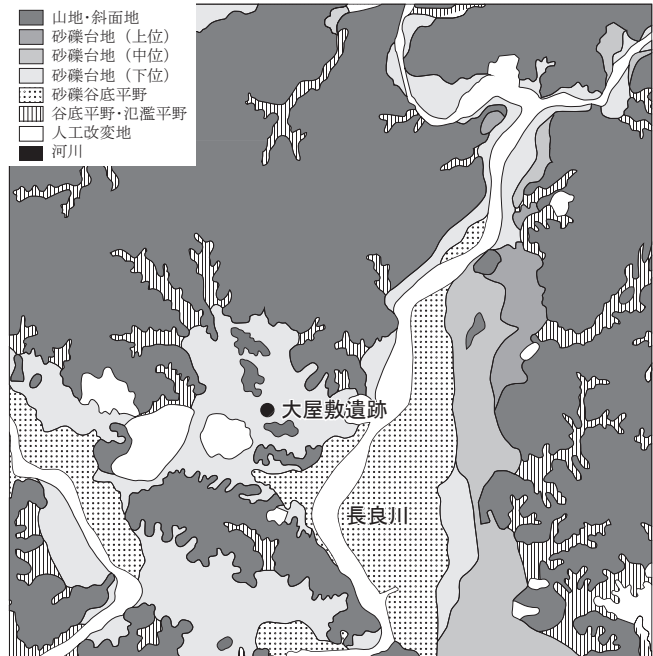 山地・斜面地
砂礫台地（上位）
砂礫台地（中位）
砂礫台地（下位）
砂礫谷底平野
谷底平野・氾濫平野
人工改変地
河川
大屋敷遺跡
長良川